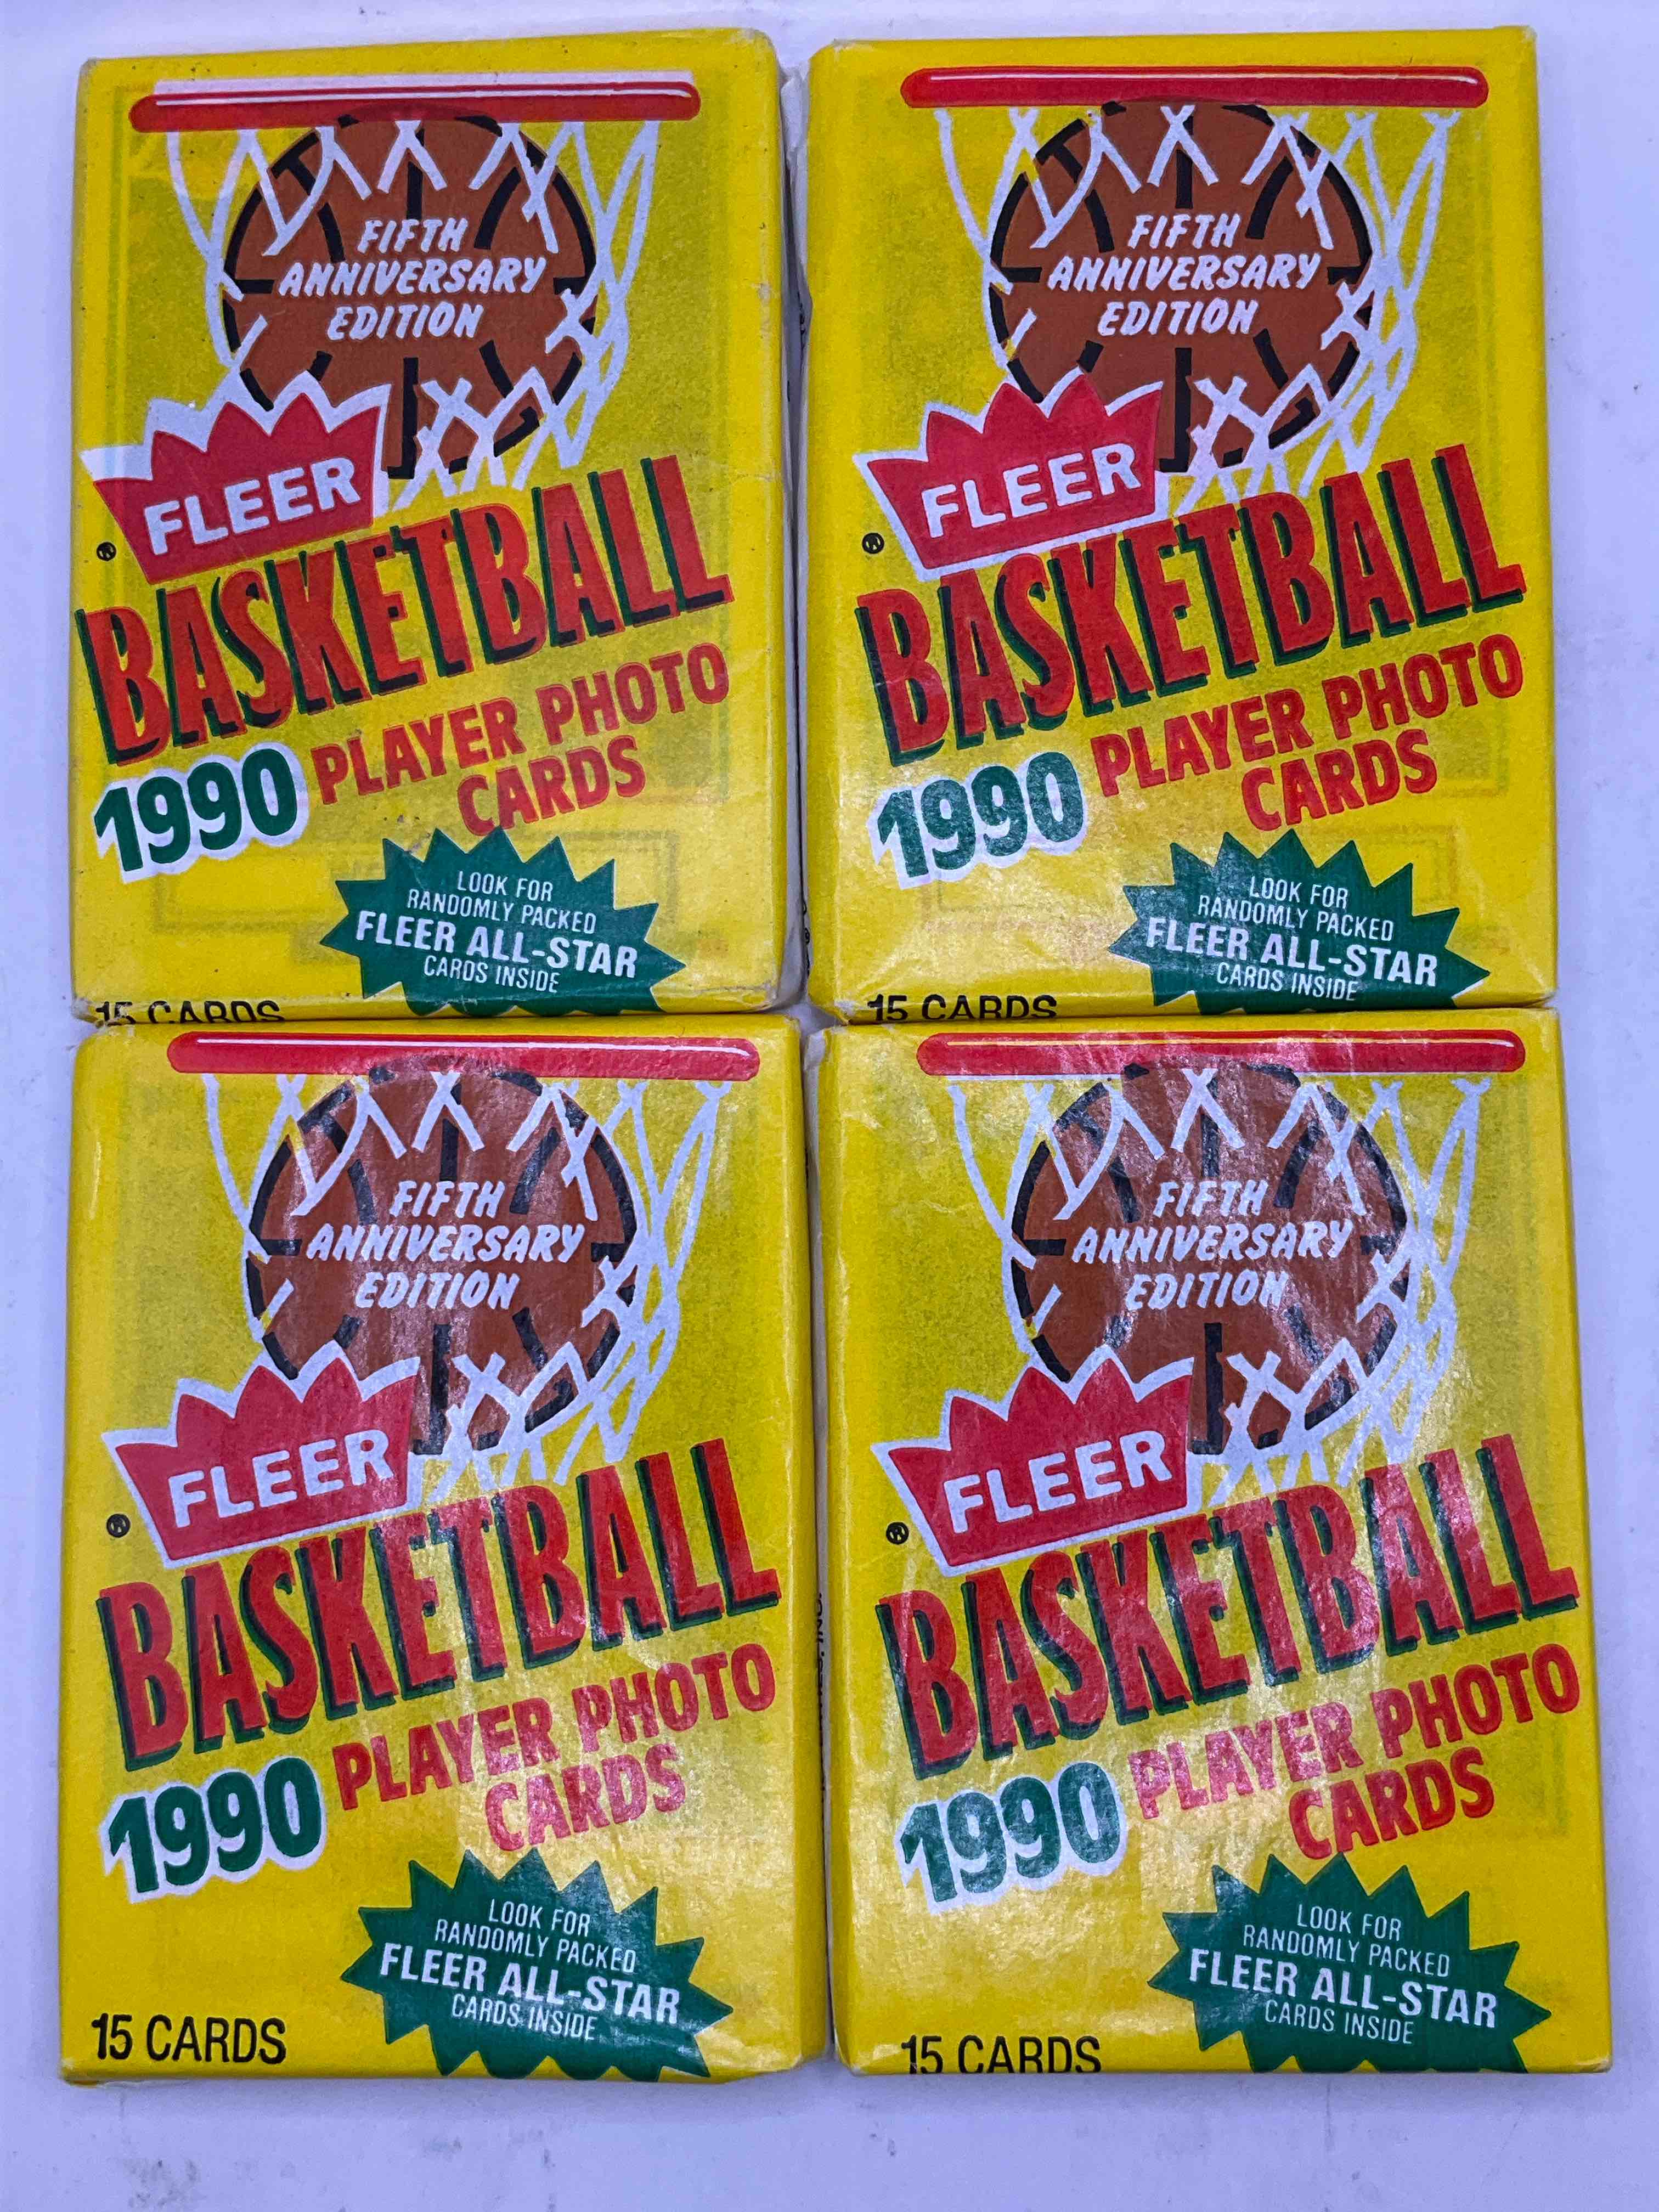 FIFTH
ANNIVERSARY
EDITION
FLEER
®
BASKETBALL
1990 PLAYER PHOTO
CARDS
LOOK FOR
RANDOMLY PACKED
FLEER ALL-STAR
CARDS INSIDE
15 CARDS
FIFTH
ANNIVERSARY
EDITION
FLEER
®
BASKETBALL
1990 PLAYER PHOTO
CARDS
LOOK FOR
RANDOMLY PACKED
FLEER ALL-STAR
CARDS INSIDE
15 CARDS
FIFTH
ANNIVERSARY
EDITION
FLEER
®
BASKETBALL
1990 PLAYER PHOTO
CARDS
LOOK FOR
RANDOMLY PACKED
FLEER ALL-STAR
CARDS INSIDE
15 CARDS
FIFTH
ANNIVERSARY
EDITION
FLEER
®
BASKETBALL
1990 PLAYER PHOTO
CARDS
LOOK FOR
RANDOMLY PACKED
FLEER ALL-STAR
CARDS INSIDE
15 CARDS